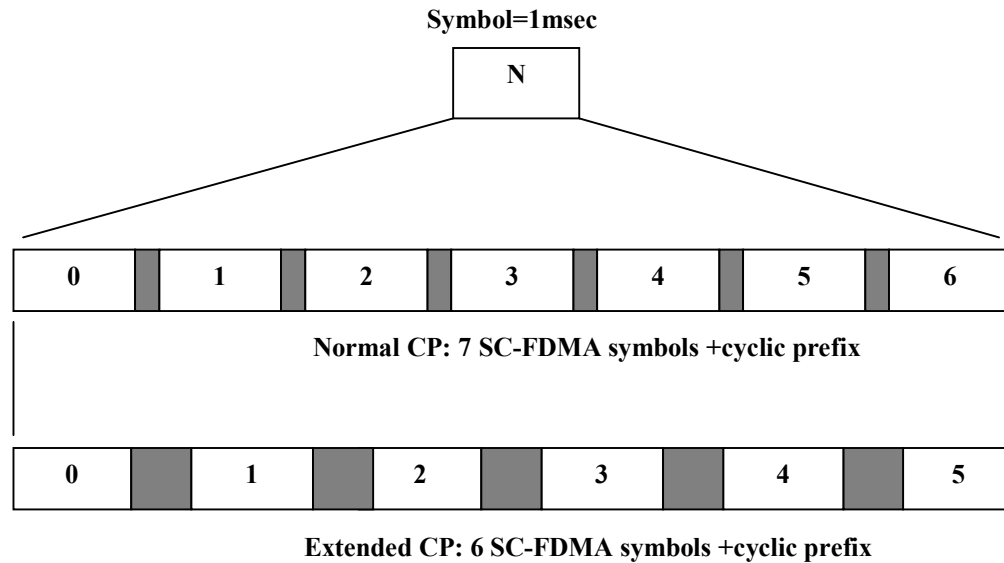 Symbol=1msec
N
0 1 2 3 4 5 6
Normal CP: 7 SC-FDMA symbols +cyclic prefix
0 1 2 3 4 5
Extended CP: 6 SC-FDMA symbols +cyclic prefix